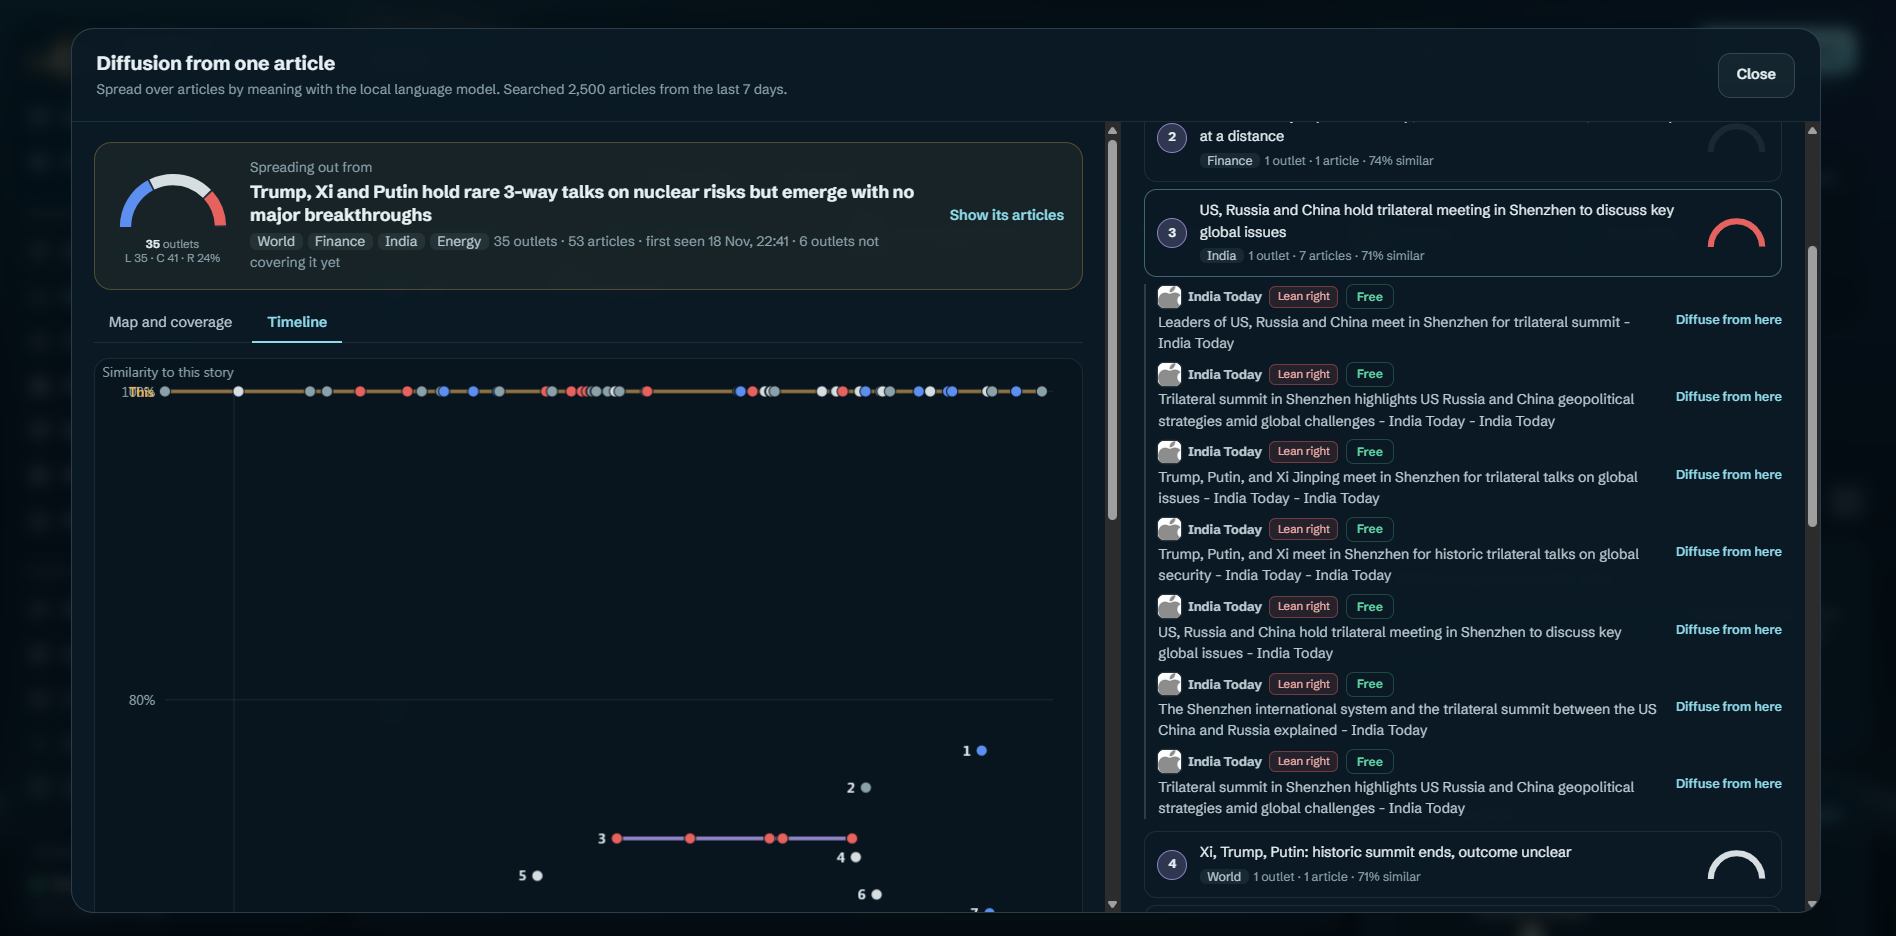 Diffusion from one article
Spread over articles by meaning with the local language model. Searched 2,500 articles from the last 7 days.
Close
Spreading out from
Trump, Xi and Putin hold rare 3-way talks on nuclear risks but emerge with no
major breakthroughs
World Finance India Energy 35 outlets · 53 articles · first seen 18 Nov, 22:41 · 6 outlets not
covering it yet
35 outlets
L 35 · C 41 · R 24%
Show its articles
Map and coverage
Timeline
Similarity to this story
This
80%
1
2
3
4
5
6
2
at a distance
Finance 1 outlet · 1 article · 74% similar
3
US, Russia and China hold trilateral meeting in Shenzhen to discuss key
global issues
India 1 outlet · 7 articles · 71% similar
India Today Lean right Free
Leaders of US, Russia and China meet in Shenzhen for trilateral summit -
India Today
Diffuse from here
India Today Lean right Free
Trilateral summit in Shenzhen highlights US Russia and China geopolitical
strategies amid global challenges - India Today - India Today
Diffuse from here
India Today Lean right Free
Trump, Putin, and Xi Jinping meet in Shenzhen for trilateral talks on global
issues - India Today - India Today
Diffuse from here
India Today Lean right Free
Trump, Putin, and Xi meet in Shenzhen for historic trilateral talks on global
security - India Today - India Today
Diffuse from here
India Today Lean right Free
US, Russia and China hold trilateral meeting in Shenzhen to discuss key
global issues - India Today
Diffuse from here
India Today Lean right Free
The Shenzhen international system and the trilateral summit between the US
China and Russia explained - India Today
Diffuse from here
India Today Lean right Free
Trilateral summit in Shenzhen highlights US Russia and China geopolitical
strategies amid global challenges - India Today
Diffuse from here
4
Xi, Trump, Putin: historic summit ends, outcome unclear
World 1 outlet · 1 article · 71% similar